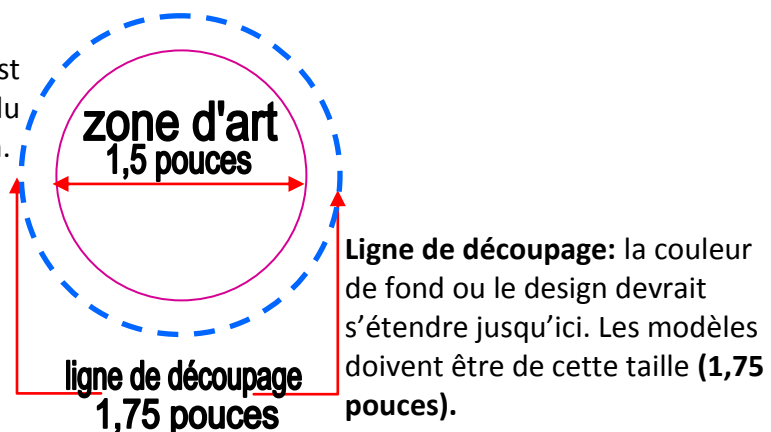 st
lu
.
zone d'art
1,5 pouces
Ligne de découpage: la couleur
de fond ou le design devrait
s’étendre jusqu’ici. Les modèles
doivent être de cette taille (1,75
pouces).
ligne de découpage
1,75 pouces